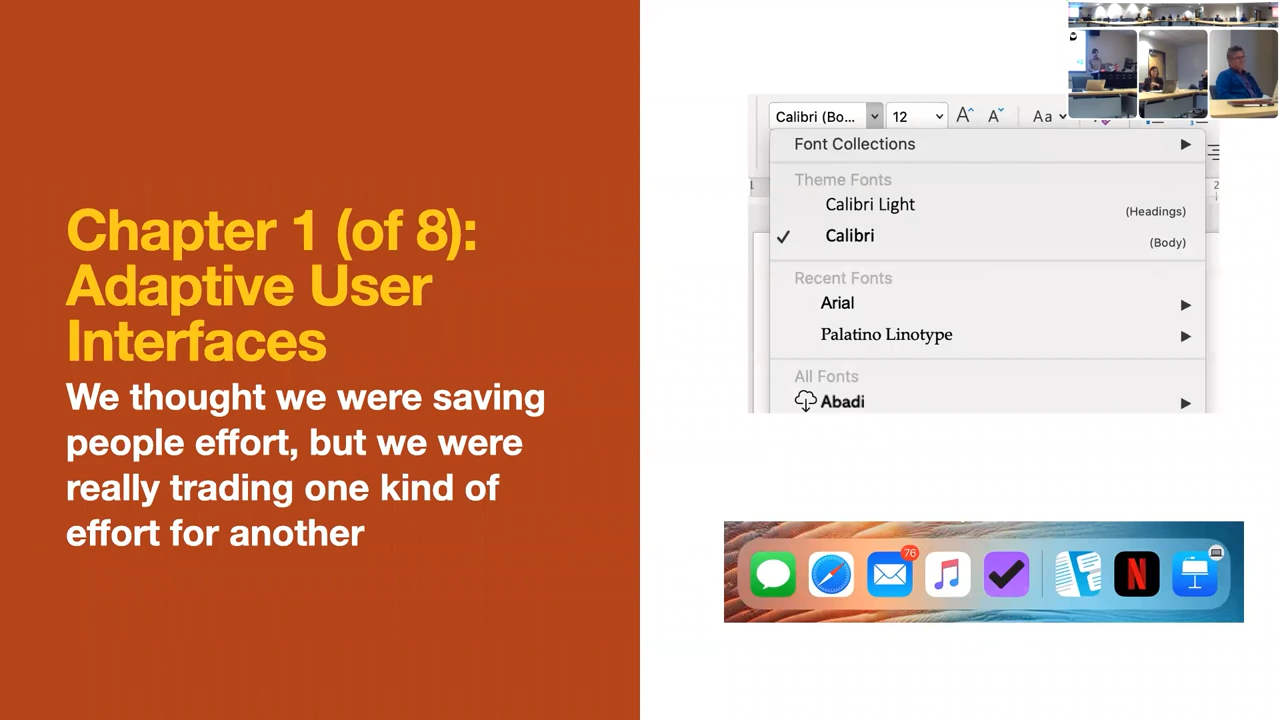 Chapter 1 (of 8):
Adaptive User
Interfaces
We thought we were saving
people effort, but we were
really trading one kind of
effort for another
Calibri (Bo...
12
Aa
Font Collections
1
2
Theme Fonts
Calibri Light
(Headings)
Calibri
(Body)
Recent Fonts
Arial
Palatino Linotype
All Fonts
Abadi
76
N